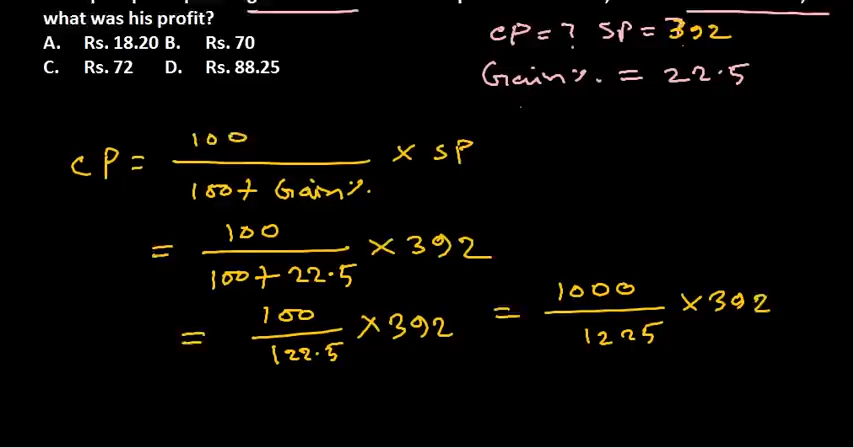 what was his profit?
A. Rs. 18.20 B. Rs. 70
C. Rs. 72 D. Rs. 88.25
CP = ? SP = 392
Gain%. = 22.5
CP = 100 / 100 + Gain%. × SP
= 100 / 100 + 22.5 × 392
= 100 / 122.5 × 392 = 1000 / 1225 × 392